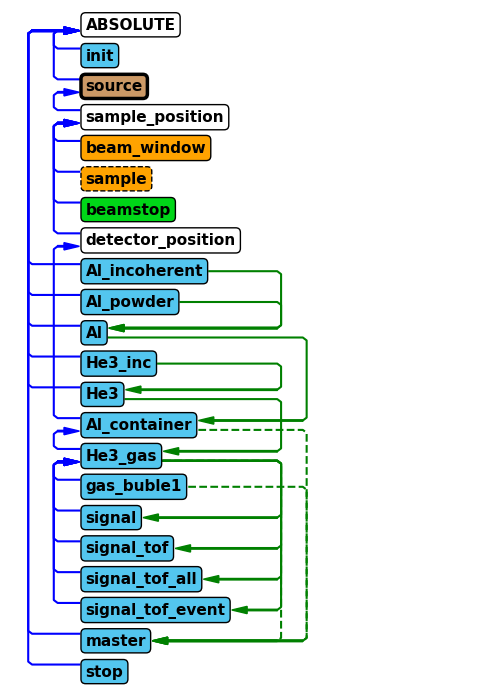 ABSOLUTE
init
source
sample_position
beam_window
sample
beamstop
detector_position
Al_incoherent
Al_powder
Al
He3_inc
He3
Al_container
He3_gas
gas_buble1
signal
signal_tof
signal_tof_all
signal_tof_event
master
stop